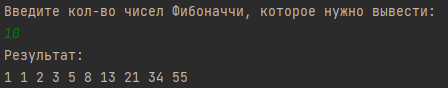 Введите кол-во чисел Фибоначчи, которое нужно вывести:
10
Результат:
1 1 2 3 5 8 13 21 34 55